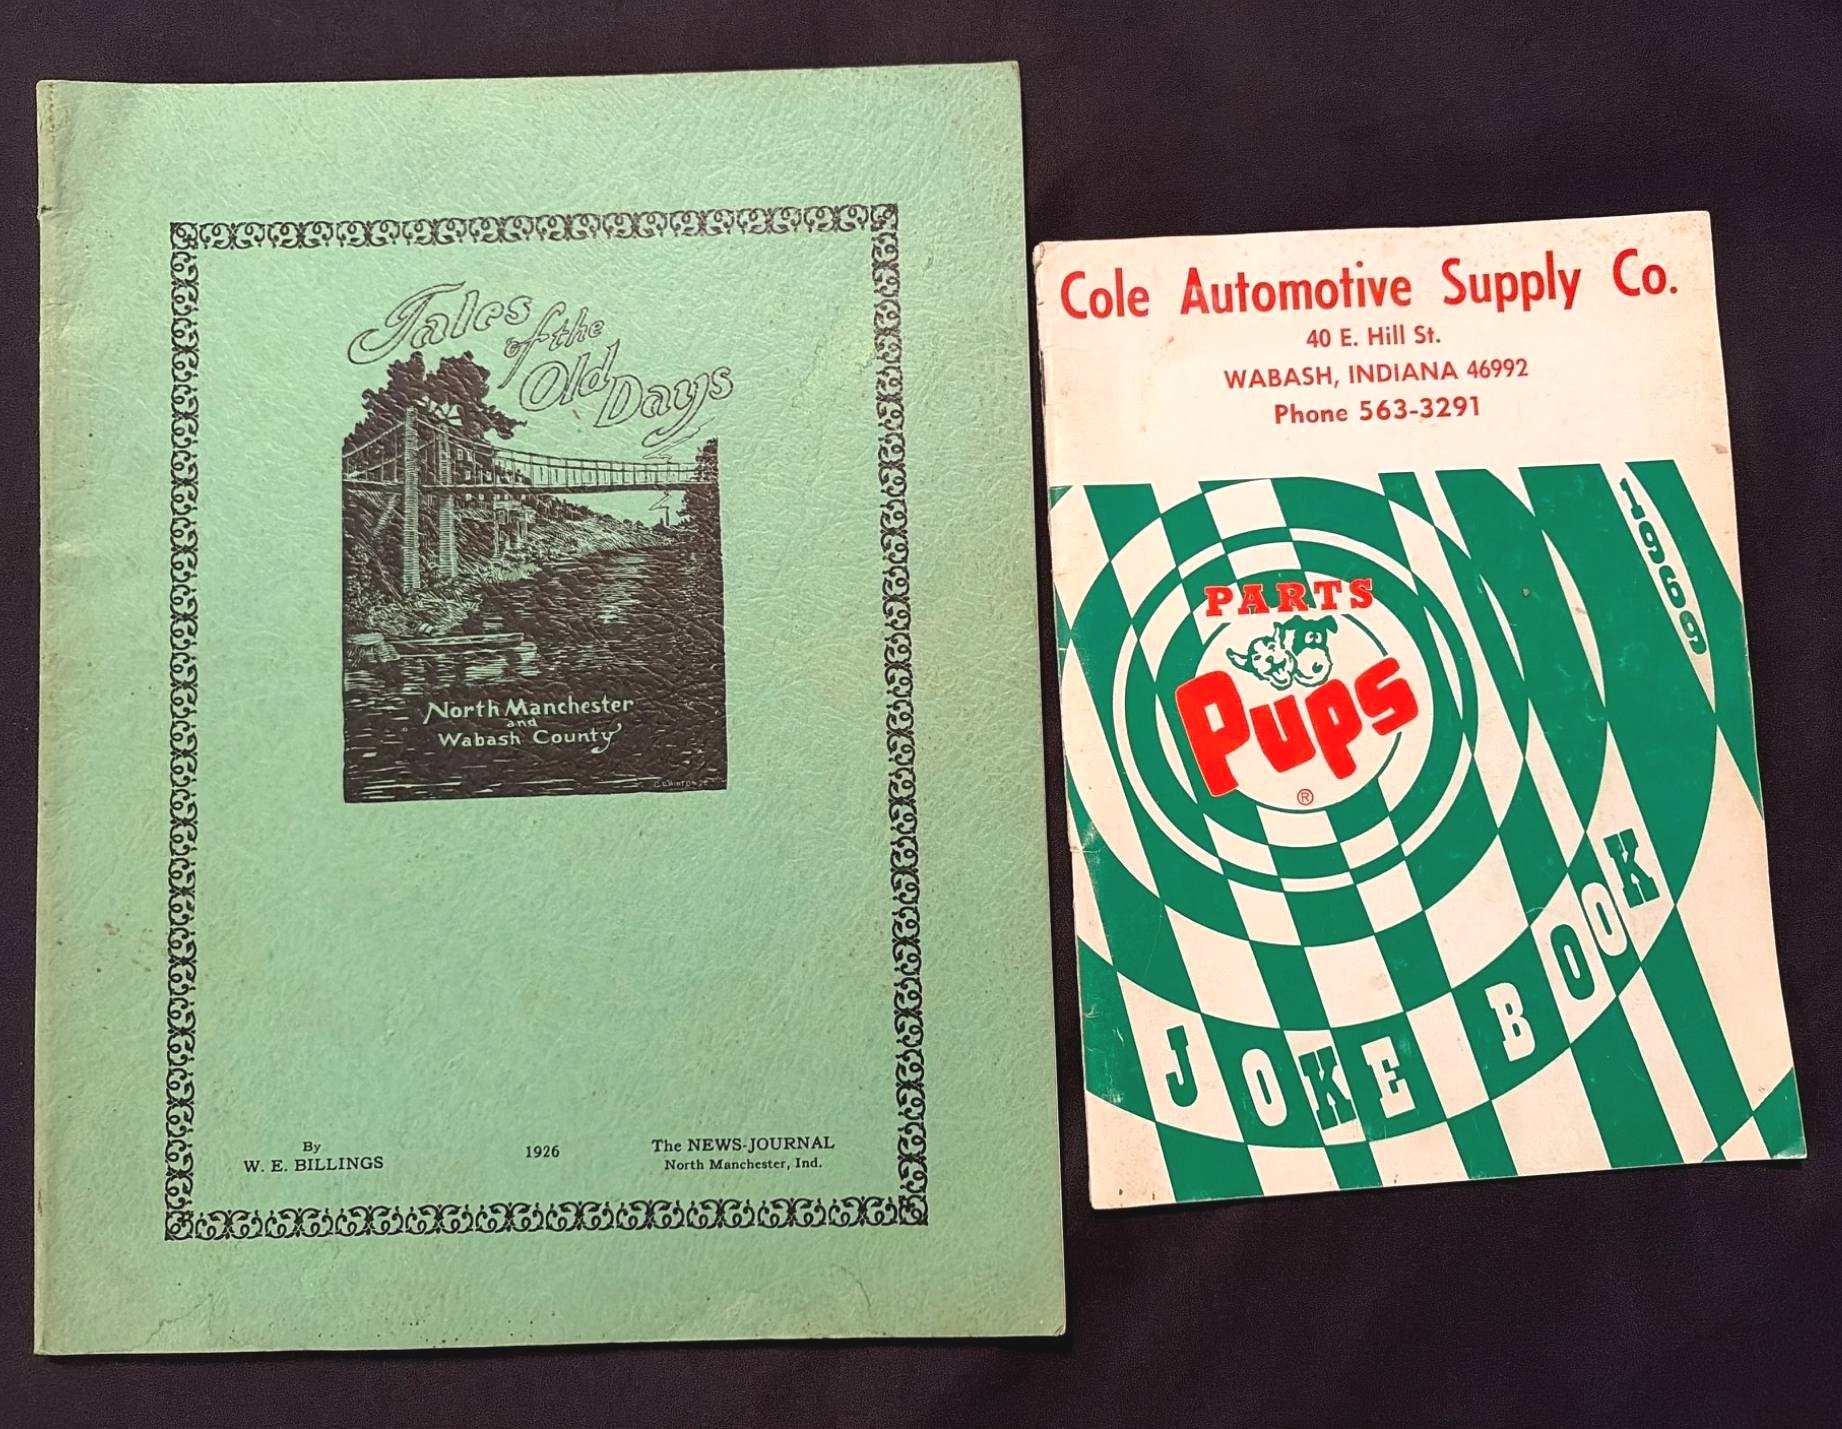 Tales
of the
Old Days
North Manchester
and
Wabash County
By
W. E. BILLINGS
1926
The NEWS-JOURNAL
North Manchester, Ind.
Cole Automotive Supply Co.
40 E. Hill St.
WABASH, INDIANA 46992
Phone 563-3291
1969
PARTS
Pups
®
JOKE BOOK